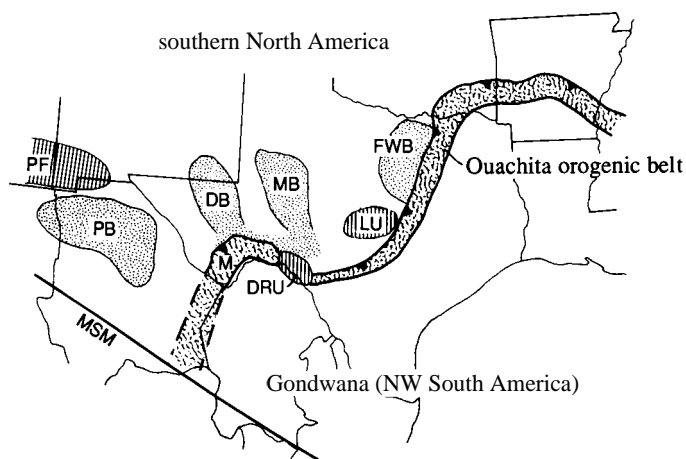 southern North America
PF
FWB
Ouachita orogenic belt
MB
DB
LU
PB
M
DRU
MSM
Gondwana (NW South America)